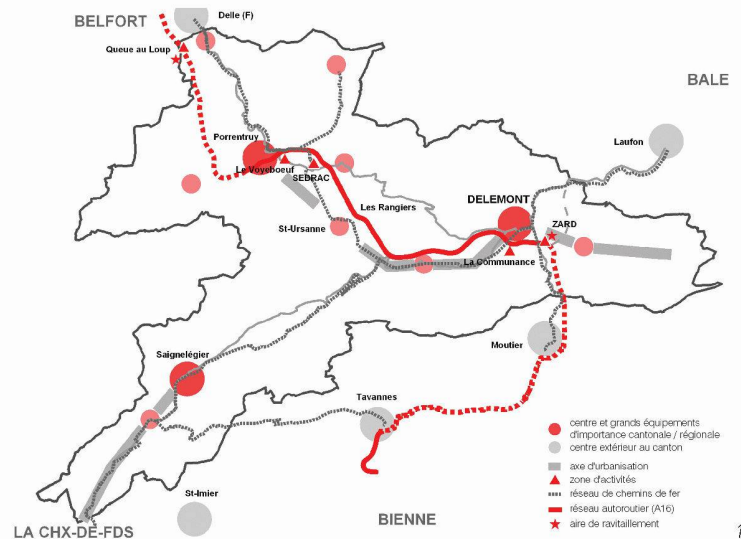 Delle (F)
BELFORT
Queue au Loup
BALE
Laufon
Porrentruy
Le Voyeboeuf
SEDRAC
Les Rangiers
DELEMONT
ZARD
St-Ursanne
La Communance
Moutier
Saignelégier
Tavannes
St-Imier
BIENNE
LA CHX-DE-FDS
centre et grands équipements
d'importance cantonale / régionale
centre extérieur au canton
axe d'urbanisation
zone d'activités
réseau de chemins de fer
réseau autoroutier (A16)
aire de ravitaillement